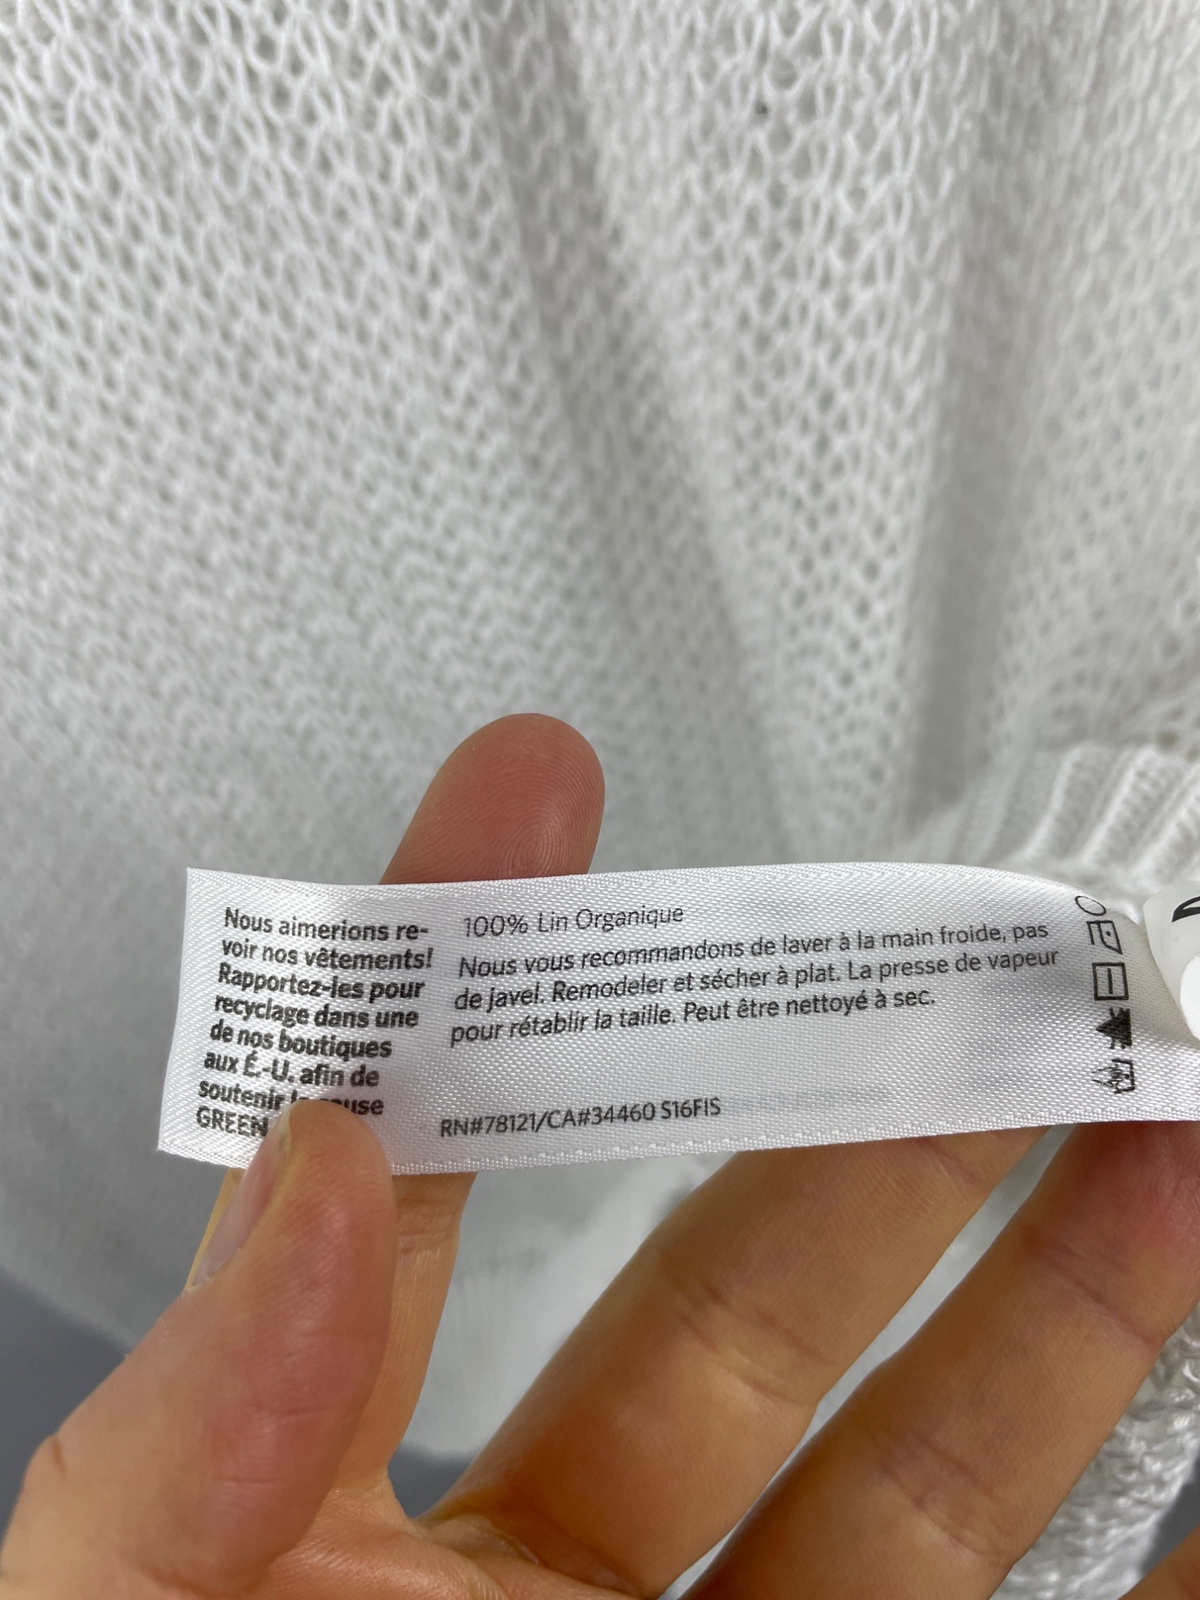 Nous aimerions re-
voir nos vêtements!
Rapportez-les pour
recyclage dans une
de nos boutiques
aux É.-U. afin de
soutenir
GREEN
100% Lin Organique
Nous vous recommandons de laver à la main froide, pas
de javel. Remodeler et sécher à plat. La presse de vapeur
pour rétablir la taille. Peut être nettoyé à sec.
RN#78121/CA#34460 S16FIS